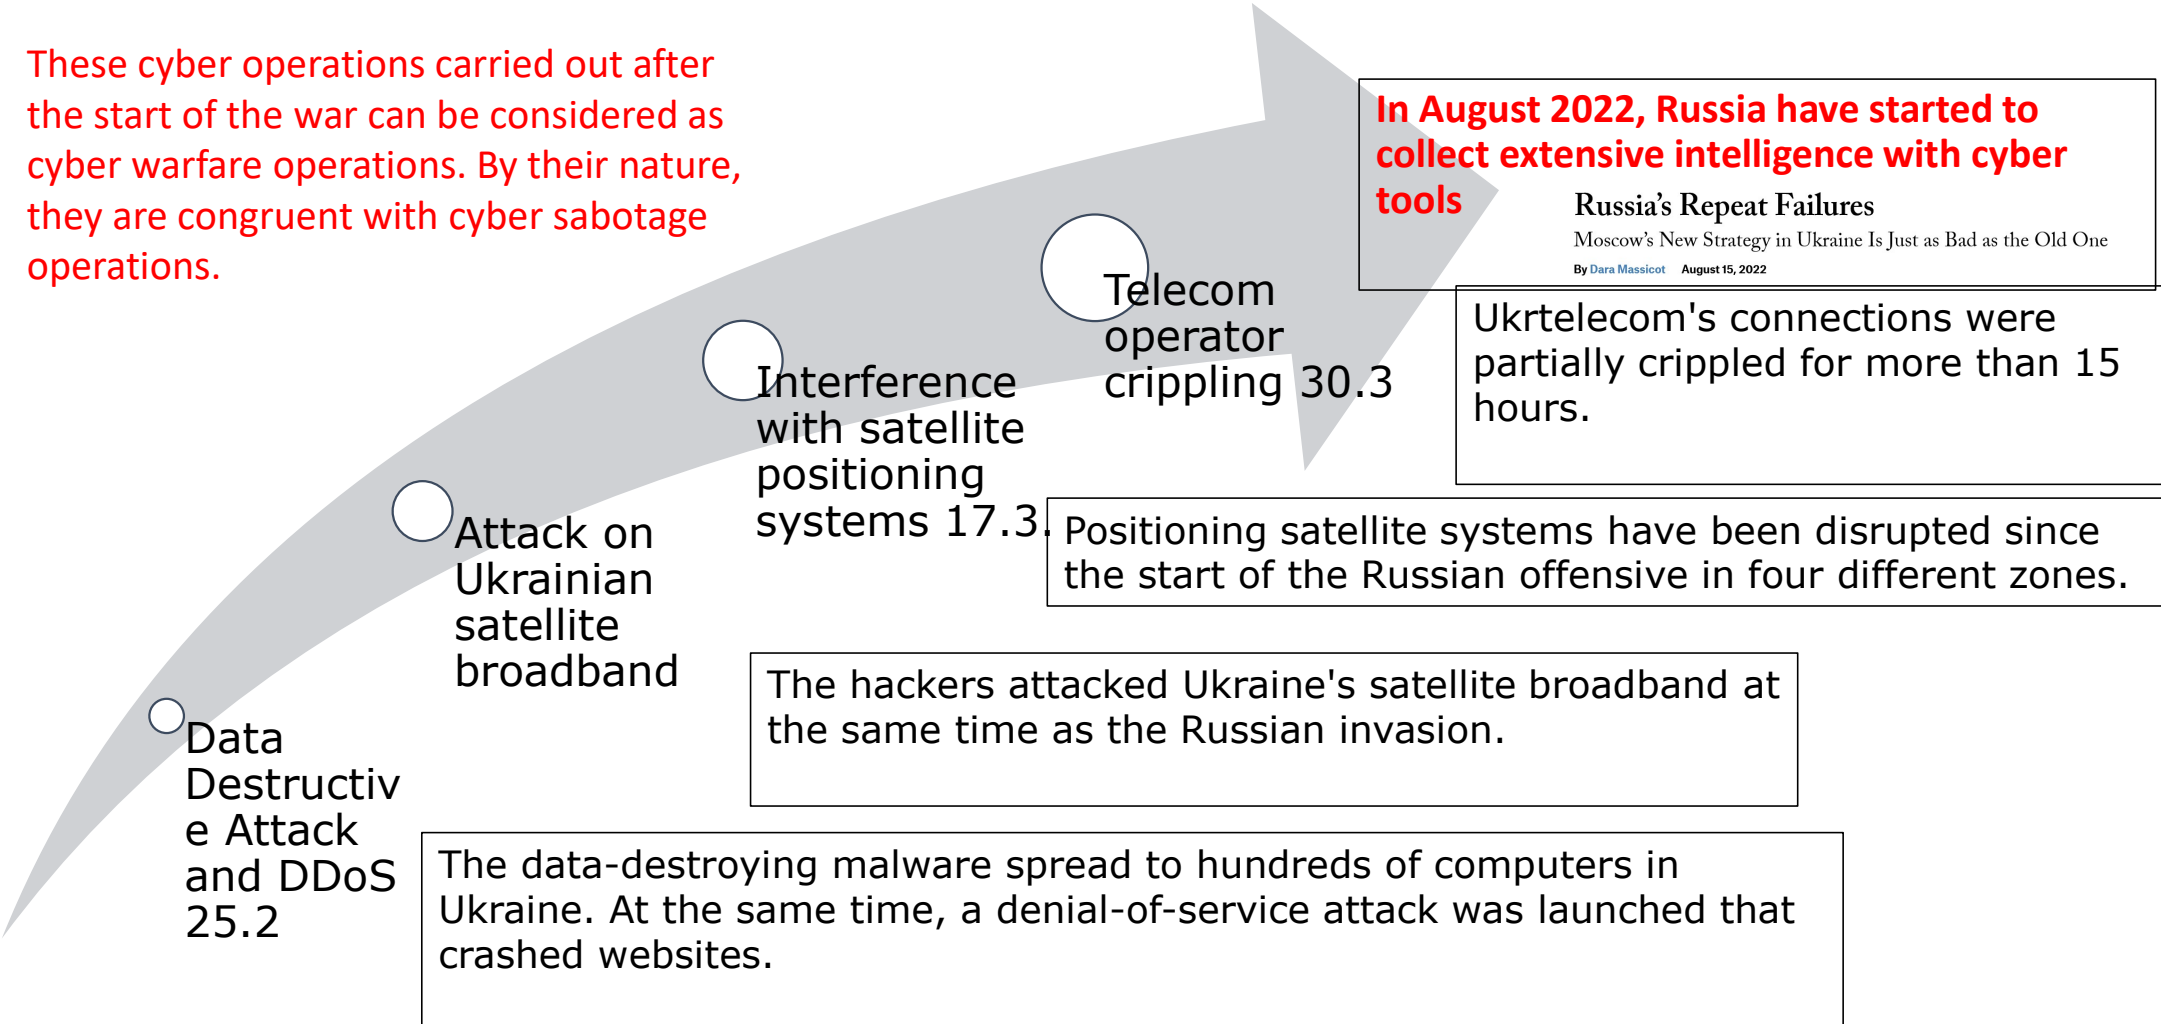 These cyber operations carried out after
the start of the war can be considered as
cyber warfare operations. By their nature,
they are congruent with cyber sabotage
operations.
In August 2022, Russia have started to
collect extensive intelligence with cyber
tools
Russia's Repeat Failures
Moscow's New Strategy in Ukraine Is Just as Bad as the Old One
By Dara Massicot August 15, 2022
Telecom
operator
crippling 30.3
Ukrtelecom's connections were
partially crippled for more than 15
hours.
Interference
with satellite
positioning
systems 17.3.
Positioning satellite systems have been disrupted since
the start of the Russian offensive in four different zones.
Attack on
Ukrainian
satellite
broadband
The hackers attacked Ukraine's satellite broadband at
the same time as the Russian invasion.
Data
Destructiv
e Attack
and DDoS
25.2
The data-destroying malware spread to hundreds of computers in
Ukraine. At the same time, a denial-of-service attack was launched that
crashed websites.